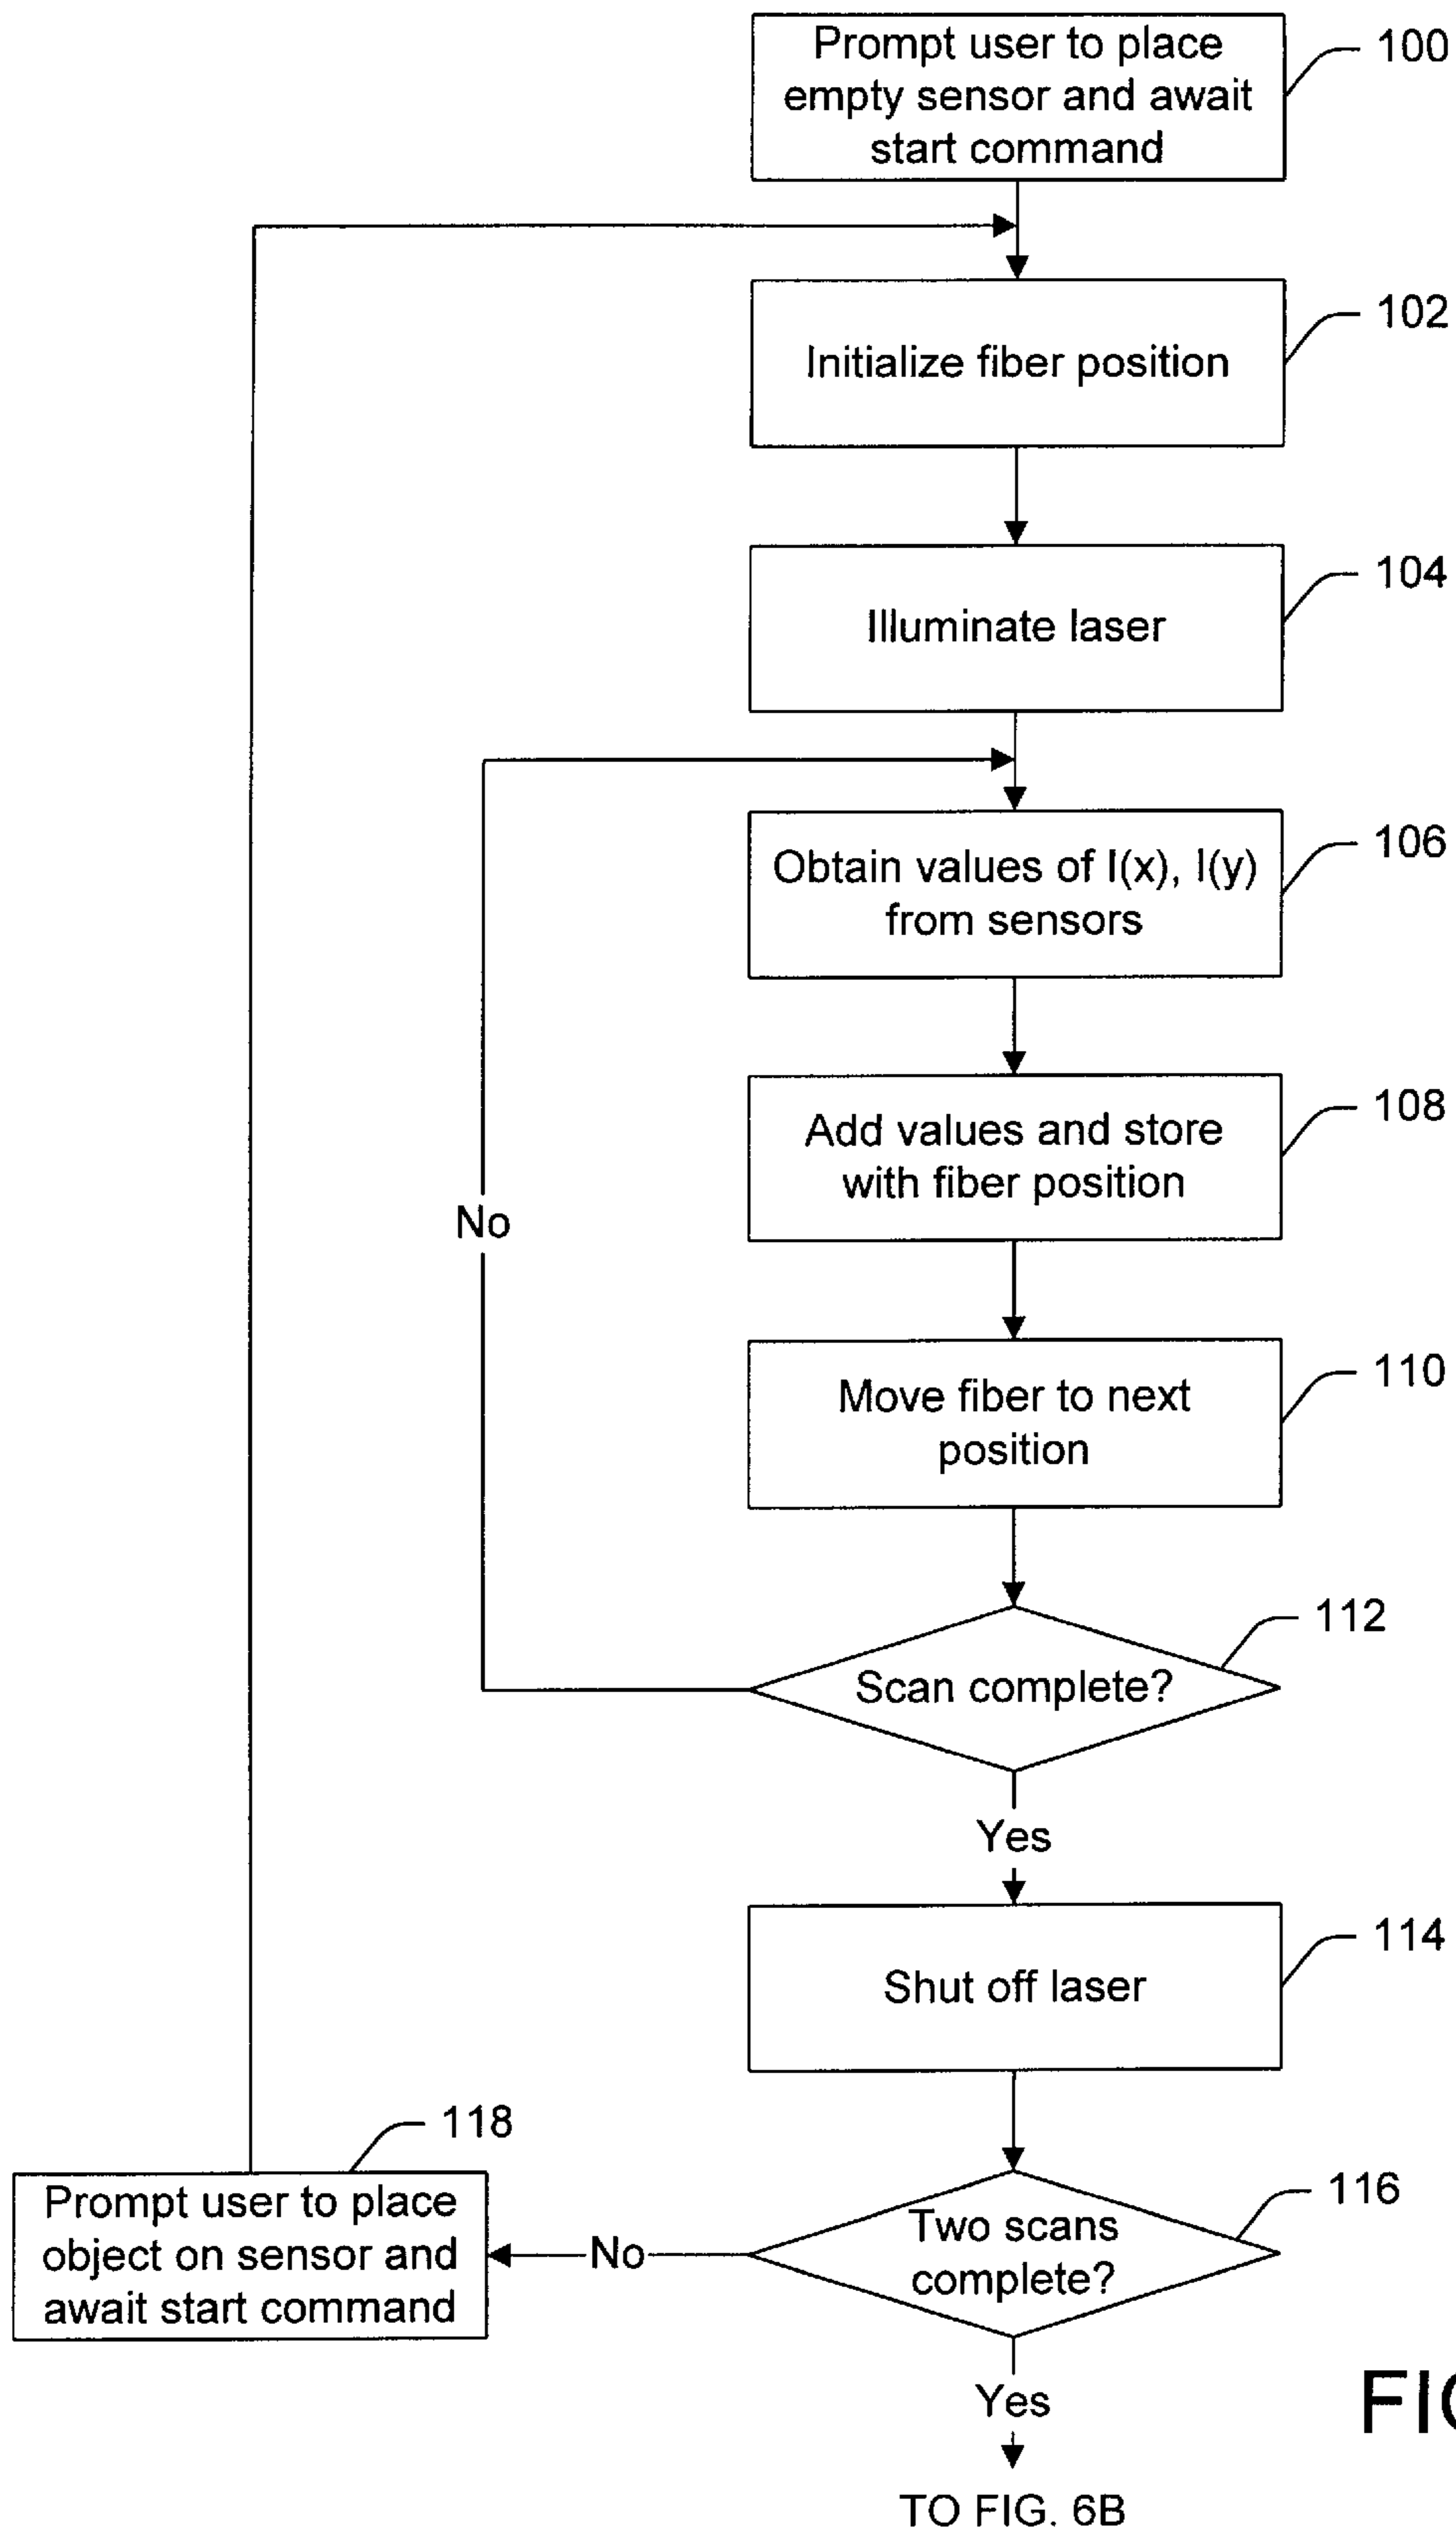 Prompt user to place
empty sensor and await
start command
100
Initialize fiber position
102
Illuminate laser
104
Obtain values of I(x), I(y)
from sensors
106
Add values and store
with fiber position
108
No
Move fiber to next
position
110
Scan complete?
112
Yes
Shut off laser
114
Prompt user to place
object on sensor and
await start command
118
No
Two scans
complete?
116
Yes
TO FIG. 6B